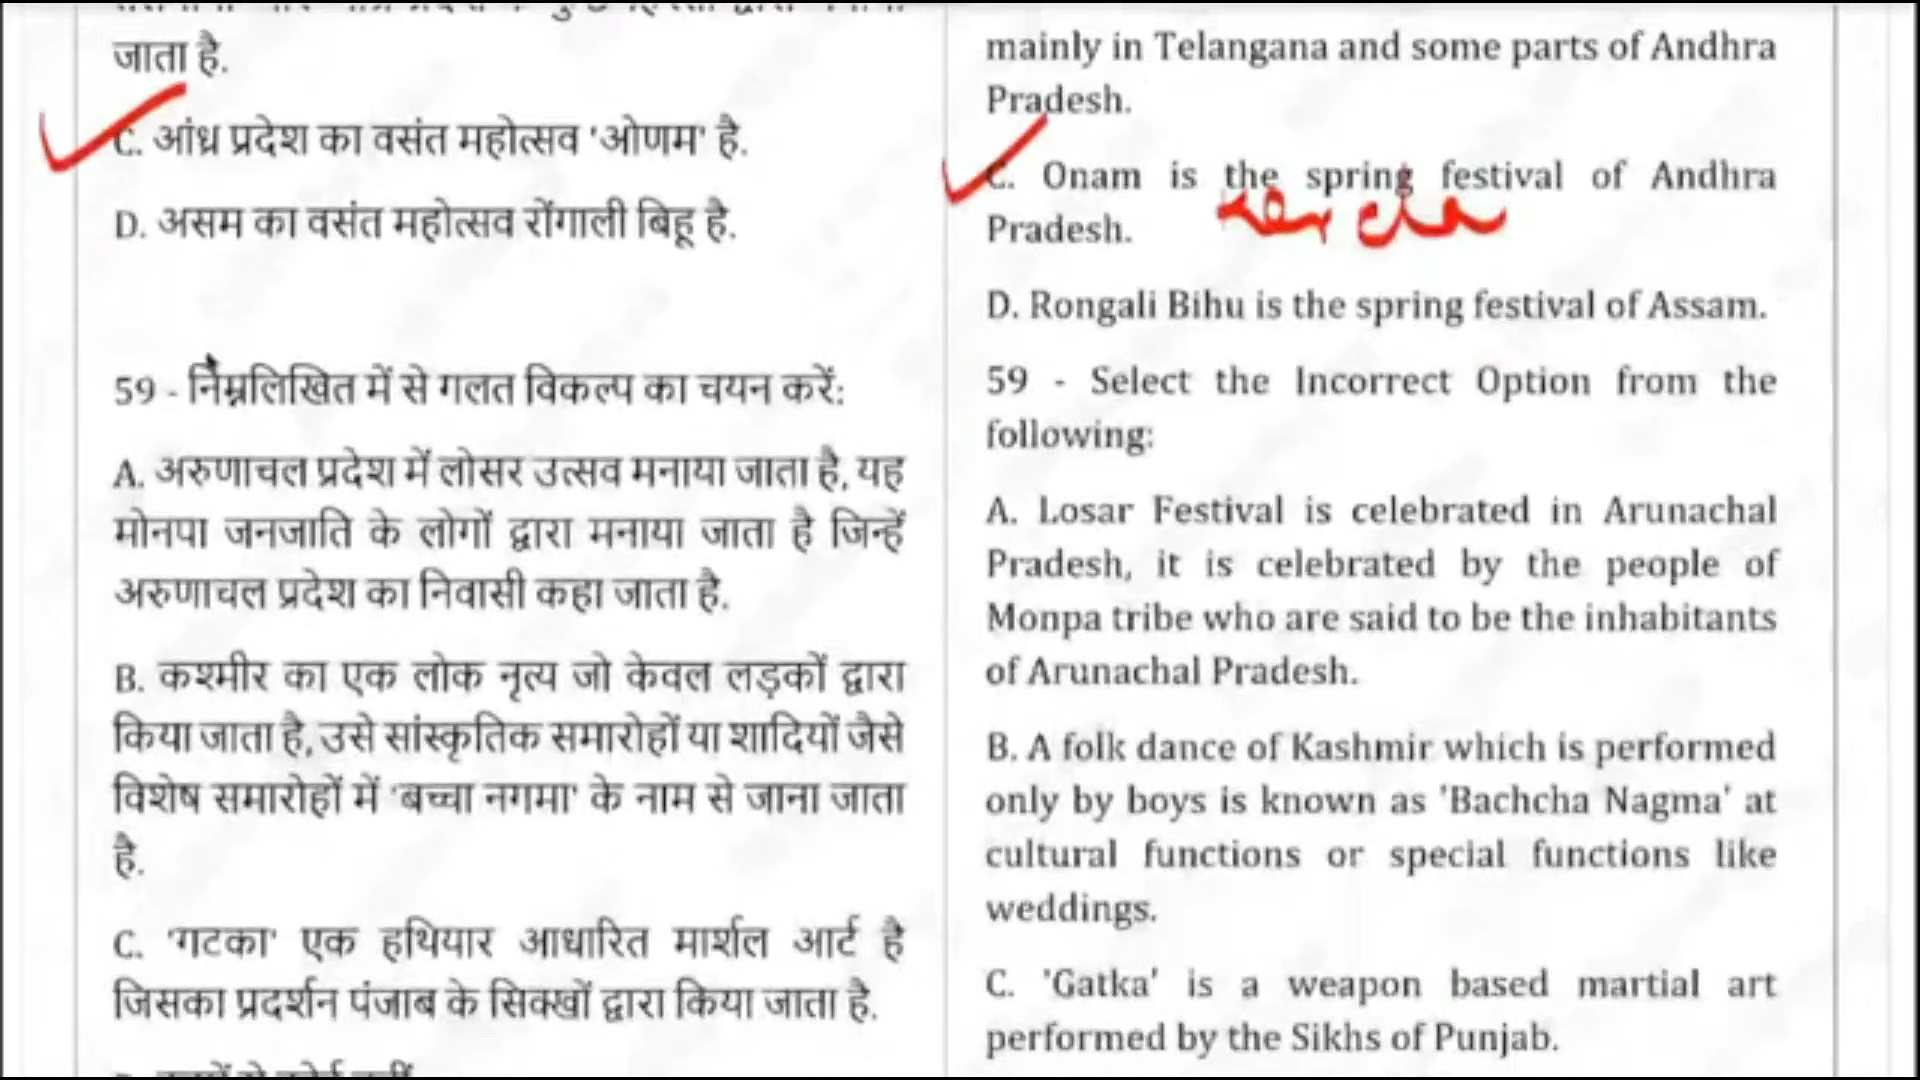 जाता है.
C. आंध्र प्रदेश का वसंत महोत्सव 'ओणम' है.
D. असम का वसंत महोत्सव रोंगाली बिहू है.
59 - निम्नलिखित में से गलत विकल्प का चयन करें:
A. अरुणाचल प्रदेश में लोसर उत्सव मनाया जाता है, यह
मोनपा जनजाति के लोगों द्वारा मनाया जाता है जिन्हें
अरुणाचल प्रदेश का निवासी कहा जाता है.
B. कश्मीर का एक लोक नृत्य जो केवल लड़कों द्वारा
किया जाता है, उसे सांस्कृतिक समारोहों या शादियों जैसे
विशेष समारोहों में 'बच्चा नगमा' के नाम से जाना जाता
है.
C. 'गटका' एक हथियार आधारित मार्शल आर्ट है
जिसका प्रदर्शन पंजाब के सिक्खों द्वारा किया जाता है.
mainly in Telangana and some parts of Andhra
Pradesh.
C. Onam is the spring festival of Andhra
Pradesh.
D. Rongali Bihu is the spring festival of Assam.
59 - Select the Incorrect Option from the
following:
A. Losar Festival is celebrated in Arunachal
Pradesh, it is celebrated by the people of
Monpa tribe who are said to be the inhabitants
of Arunachal Pradesh.
B. A folk dance of Kashmir which is performed
only by boys is known as 'Bachcha Nagma' at
cultural functions or special functions like
weddings.
C. 'Gatka' is a weapon based martial art
performed by the Sikhs of Punjab.